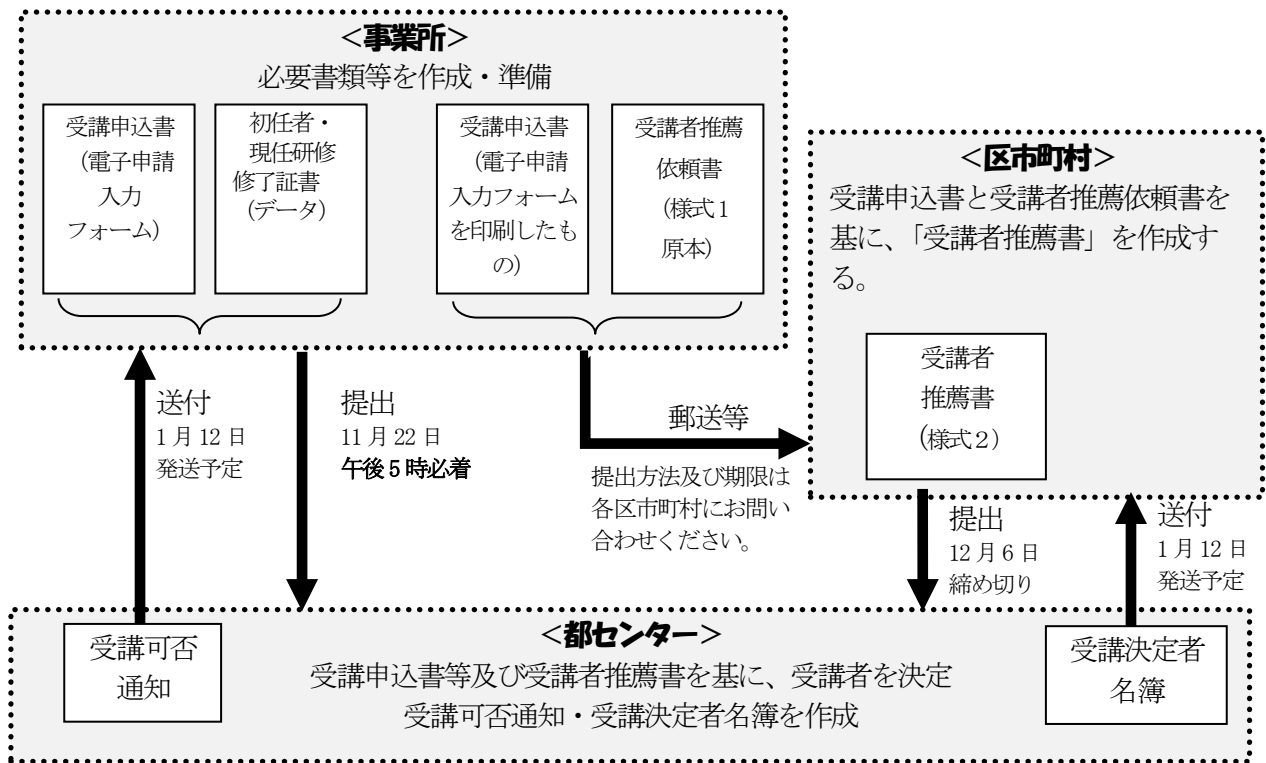 ＜事業所＞
必要書類等を作成・準備
受講申込書
（電子申請
入力
フォーム）
初任者・
現任研修
修了証書
（データ）
受講申込書
（電子申請
入力フォーム
を印刷したも
の）
受講者推薦
依頼書
（様式１
原本）
＜区市町村＞
受講申込書と受講者推薦依頼書を
基に、「受講者推薦書」を作成す
る。
受講者
推薦書
（様式２）
送付
1月12日
発送予定
提出
11月22日
午後5時必着
郵送等
提出方法及び期限は
各区市町村にお問い
合わせください。
提出
12月6日
締め切り
送付
1月12日
発送予定
受講可否
通知
＜都センター＞
受講申込書等及び受講者推薦書を基に、受講者を決定
受講可否通知・受講決定者名簿を作成
受講決定者
名簿